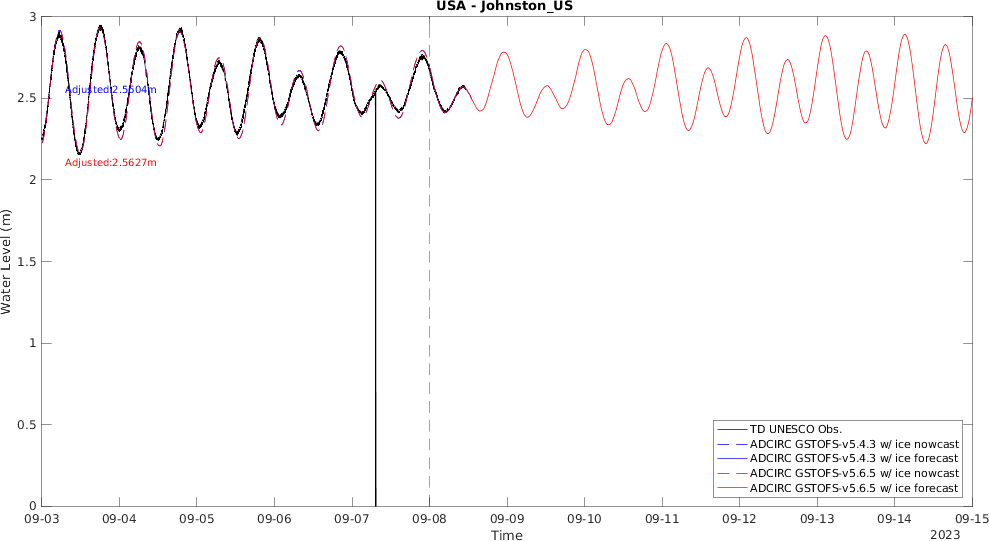 USA - Johnston_US
3
2.5
2
1.5
1
0.5
0
Water Level (m)
Adjusted:2.5504m
Adjusted:2.5627m
TD UNESCO Obs.
ADCIRC GSTOFS-v5.4.3 w/ ice nowcast
ADCIRC GSTOFS-v5.4.3 w/ ice forecast
ADCIRC GSTOFS-v5.6.5 w/ ice nowcast
ADCIRC GSTOFS-v5.6.5 w/ ice forecast
09-03 09-04 09-05 09-06 09-07 09-08 09-09 09-10 09-11 09-12 09-13 09-14 09-15
Time
2023